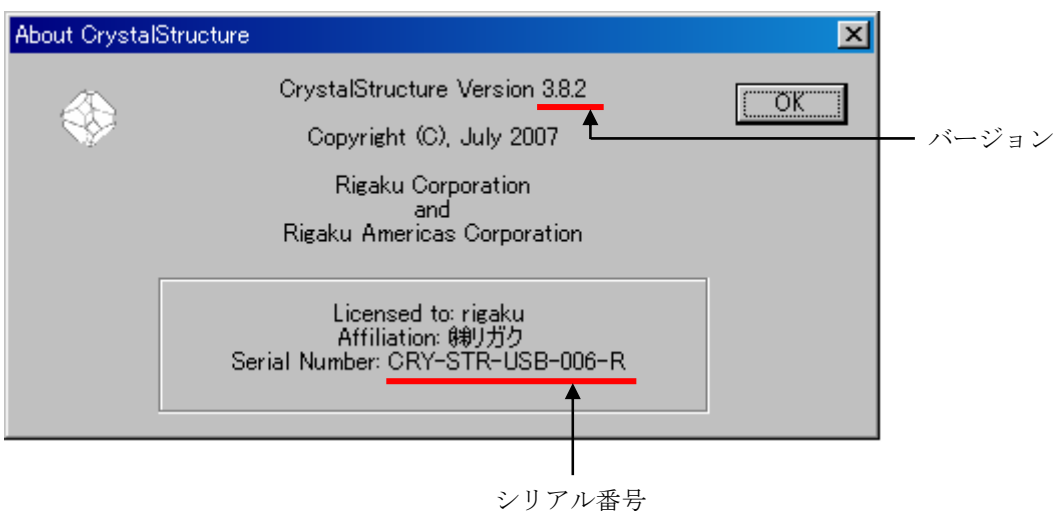 About CrystalStructure
CrystalStructure Version 3.8.2
OK
バージョン
Copyright (C), July 2007
Rigaku Corporation
and
Rigaku Americas Corporation
Licensed to: rigaku
Affiliation: ㈱リガク
Serial Number: CRY-STR-USB-006-R
シリアル番号